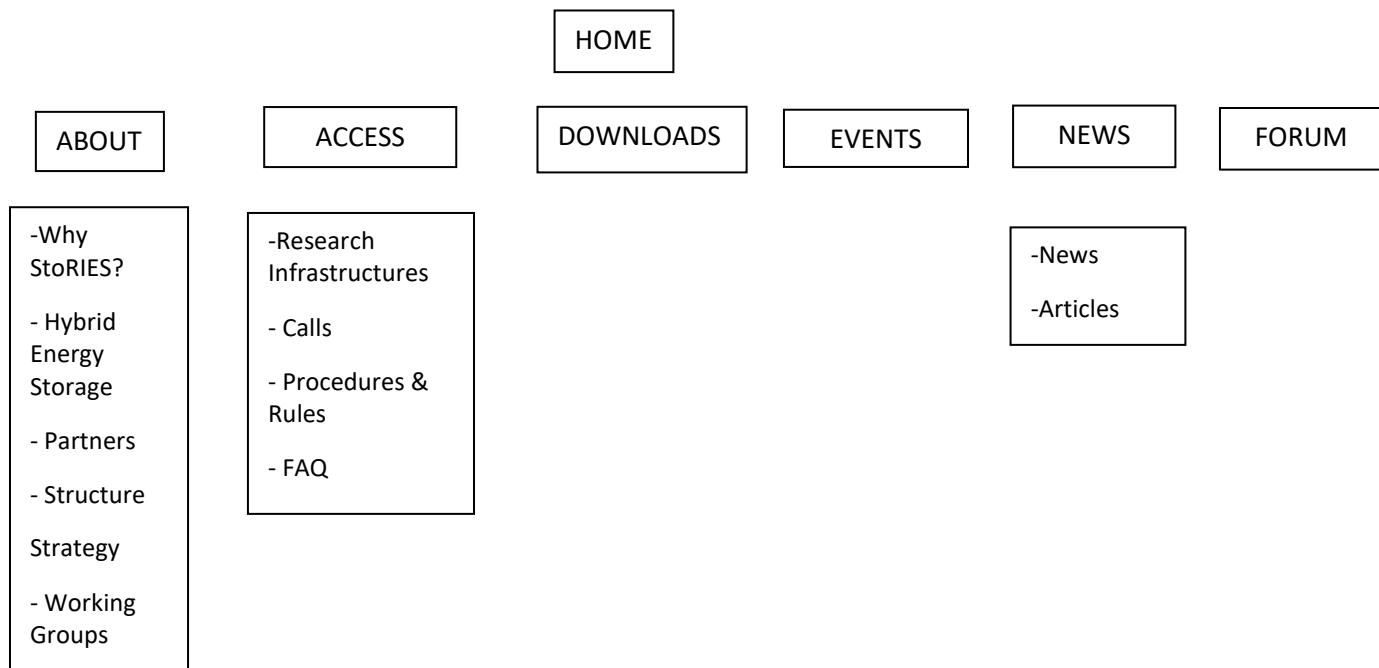 HOME
ABOUT
ACCESS
DOWNLOADS
EVENTS
NEWS
FORUM
-Why
StoRIES?
- Hybrid
Energy
Storage
- Partners
- Structure
Strategy
- Working
Groups
-Research
Infrastructures
- Calls
- Procedures &
Rules
- FAQ
-News
-Articles